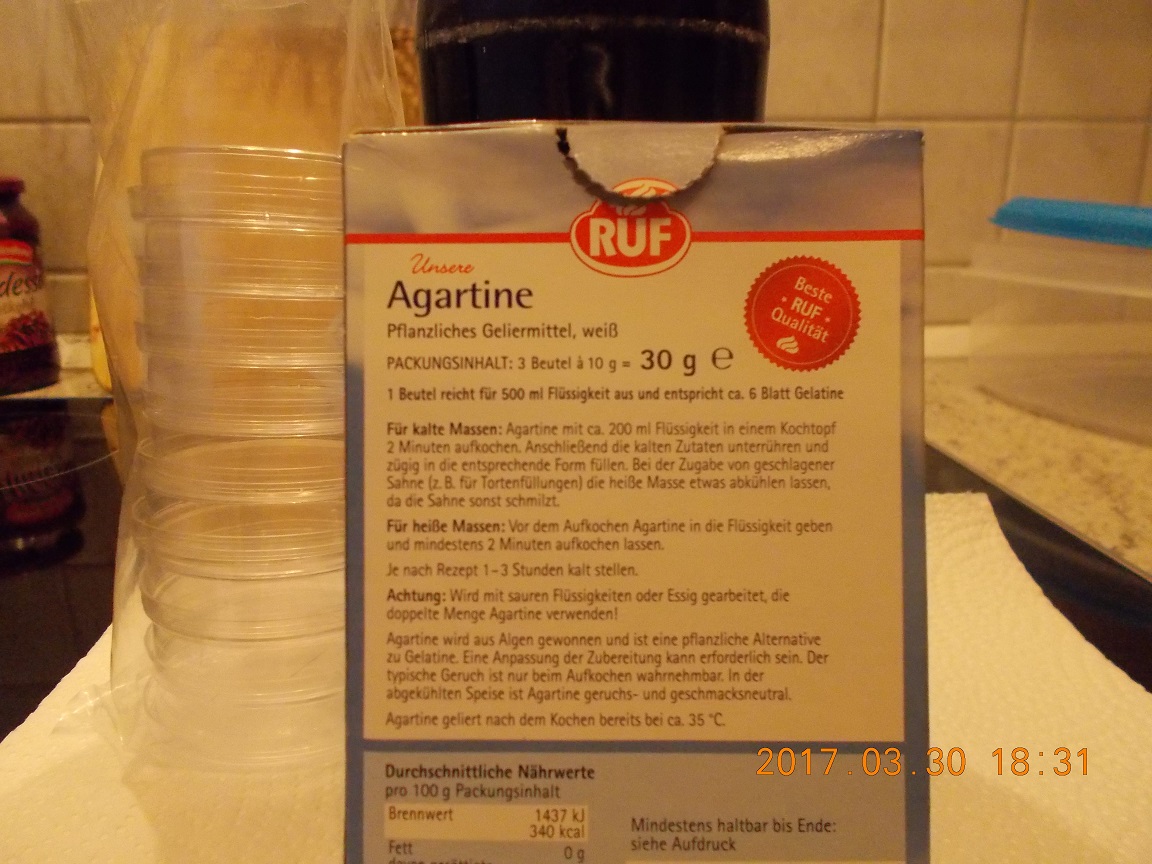 RUF
Unsere
Agartine
Beste
RUF
Qualität
Pflanzliches Geliermittel, weiß
PACKUNGSINHALT: 3 Beutel à 10 g = 30 g ℮
1 Beutel reicht für 500 ml Flüssigkeit aus und entspricht ca. 6 Blatt Gelatine
Für kalte Massen: Agartine mit ca. 200 ml Flüssigkeit in einem Kochtopf
2 Minuten aufkochen. Anschließend die kalten Zutaten unterrühren und
zügig in die entsprechende Form füllen. Bei der Zugabe von geschlagener
Sahne (z. B. für Tortenfüllungen) die heiße Masse etwas abkühlen lassen,
da die Sahne sonst schmilzt.
Für heiße Massen: Vor dem Aufkochen Agartine in die Flüssigkeit geben
und mindestens 2 Minuten aufkochen lassen.
Je nach Rezept 1–3 Stunden kalt stellen.
Achtung: Wird mit sauren Flüssigkeiten oder Essig gearbeitet, die
doppelte Menge Agartine verwenden!
Agartine wird aus Algen gewonnen und ist eine pflanzliche Alternative
zu Gelatine. Eine Anpassung der Zubereitung kann erforderlich sein. Der
typische Geruch ist nur beim Aufkochen wahrnehmbar. In der
abgekühlten Speise ist Agartine geruchs- und geschmacksneutral.
Agartine geliert nach dem Kochen bereits bei ca. 35 °C.
2017.03.30 18:31
Durchschnittliche Nährwerte
pro 100 g Packungsinhalt
Brennwert 1437 kJ
340 kcal
Fett 0 g
Mindestens haltbar bis Ende:
siehe Aufdruck